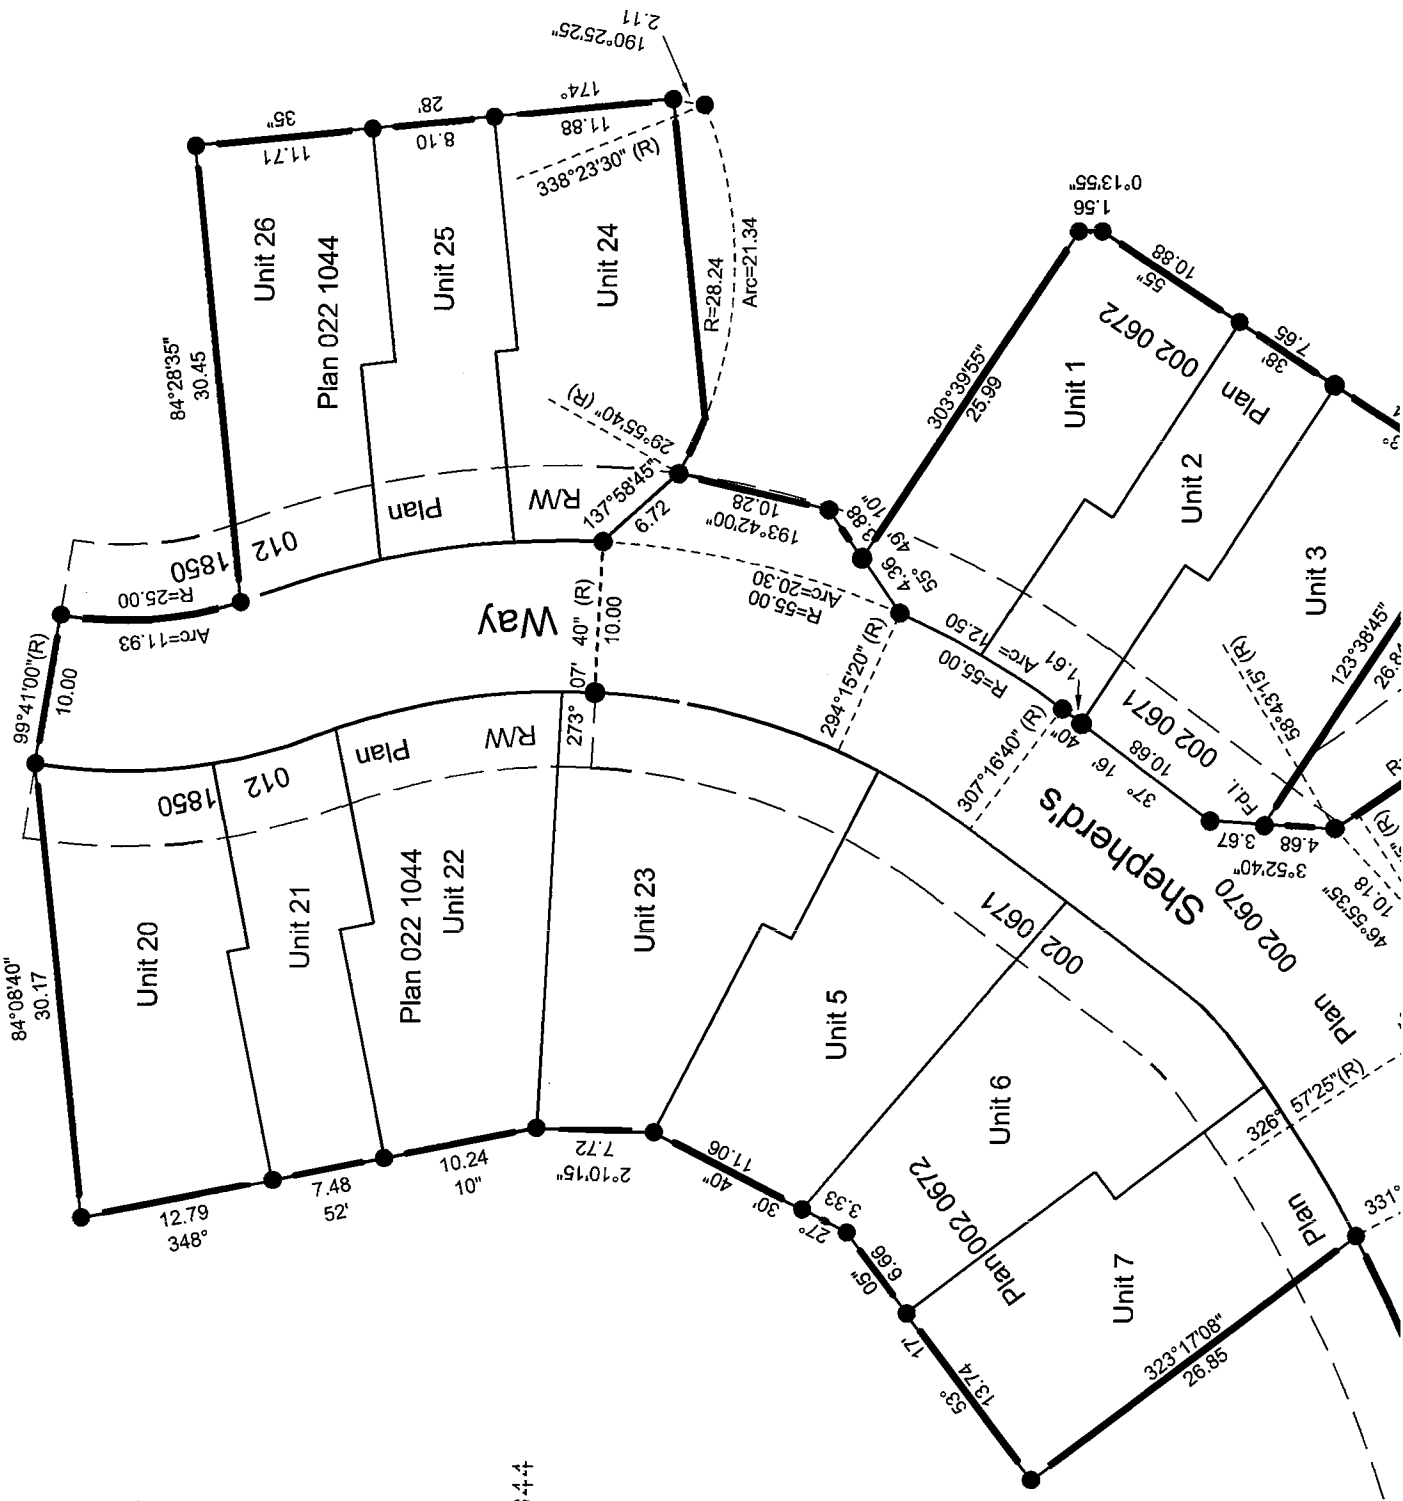 190°25'25"
2.11
35"
11.71
28'
8.10
174°
11.88
338°23'30" (R)
Unit 26
Plan 022 1044
Unit 25
Unit 24
84°28'35"
30.45
R=28.24
Arc=21.34
0°13'55"
1.56
55"
10.88
38'
7.65
002 0672
Plan
303°39'55"
25.99
Unit 1
Unit 2
Unit 3
29°55'40" (R)
137°58'45"
6.72
R/W
Plan
012
1850
R=25.00
Arc=11.93
99°41'00"(R)
10.00
193°42'00"
10.28
3.88
10"
49'
4.36
55°
Way
40" (R)
10.00
07'
273°
R=55.00
Arc=20.30
294°15'20" (R)
R=55.00
Arc=
12.50
1.61
307°16'40" (R)
40"
16'
10.68
37°
002 0671
58°43'15" (R)
123°38'45"
Fd.I.
3.67
4.68
3°52'40"
46°55'35"
10.18
Shepherd's
002 0670
Plan
R/W
Plan
012
1850
84°08'40"
30.17
Unit 20
Unit 21
Plan 022 1044
Unit 22
Unit 23
002 0671
Unit 5
Unit 6
Plan 002 0672
Unit 7
Plan
326°
57'25"(R)
331°
12.79
348°
7.48
52'
10.24
10"
7.72
2°10'15"
11.06
40"
30'
3.33
27°
6.66
05"
17'
13.74
53°
323°17'08"
26.85